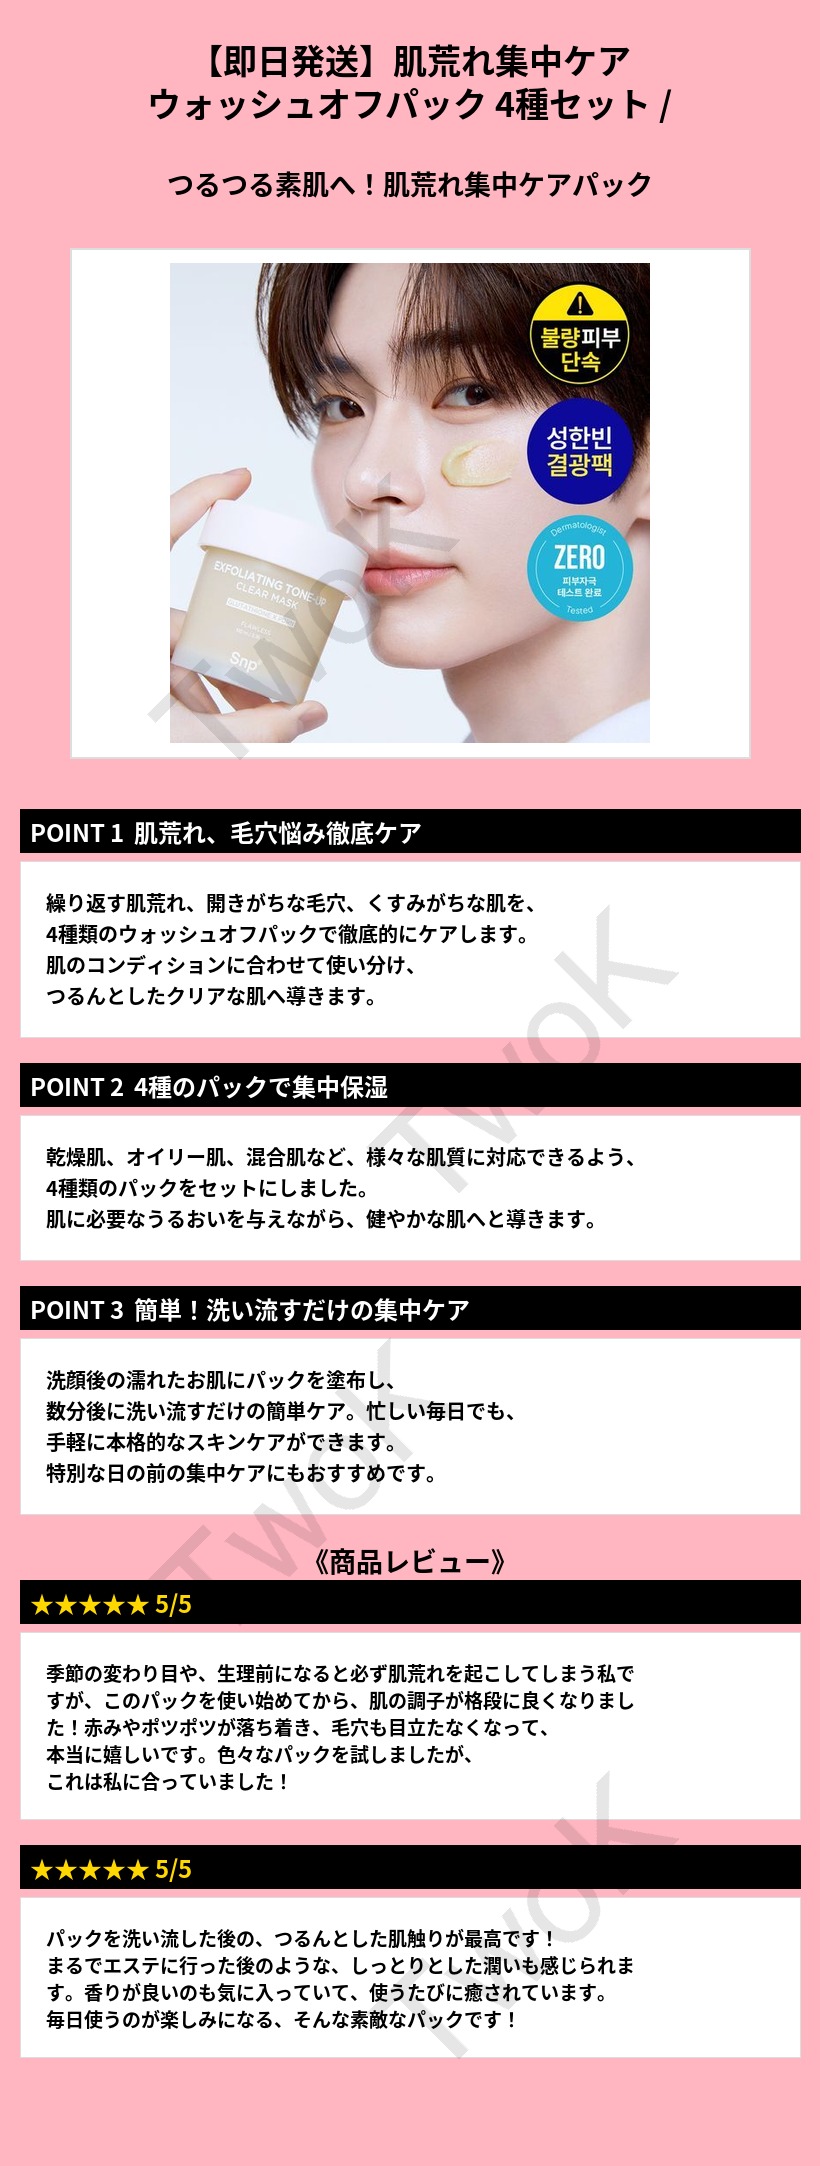 【即日発送】肌荒れ集中ケア
ウォッシュオフパック 4種セット /
つるつる素肌へ！肌荒れ集中ケアパック
불량피부
단속
성한빈
결광팩
Dermatologist
ZERO
피부자극
테스트 완료
Tested
EXFOLIATING TONE-UP
CLEAR MASK
FLAWLESS
Snp
TwoK
POINT 1 肌荒れ、毛穴悩み徹底ケア
繰り返す肌荒れ、開きがちな毛穴、くすみがちな肌を、
4種類のウォッシュオフパックで徹底的にケアします。
肌のコンディションに合わせて使い分け、
つるんとしたクリアな肌へ導きます。
TwoK
POINT 2 4種のパックで集中保湿
乾燥肌、オイリー肌、混合肌など、様々な肌質に対応できるよう、
4種類のパックをセットにしました。
肌に必要なうるおいを与えながら、健やかな肌へと導きます。
POINT 3 簡単！洗い流すだけの集中ケア
洗顔後の濡れたお肌にパックを塗布し、
数分後に洗い流すだけの簡単ケア。忙しい毎日でも、
手軽に本格的なスキンケアができます。
特別な日の前の集中ケアにもおすすめです。
TwoK
《商品レビュー》
★★★★★ 5/5
季節の変わり目や、生理前になると必ず肌荒れを起こしてしまう私で
すが、このパックを使い始めてから、肌の調子が格段に良くなりまし
た！赤みやポツポツが落ち着き、毛穴も目立たなくなって、
本当に嬉しいです。色々なパックを試しましたが、
これは私に合っていました！
★★★★★ 5/5
パックを洗い流した後の、つるんとした肌触りが最高です！
まるでエステに行った後のような、しっとりとした潤いも感じられま
す。香りが良いのも気に入っていて、使うたびに癒されています。
毎日使うのが楽しみになる、そんな素敵なパックです！
TwoK